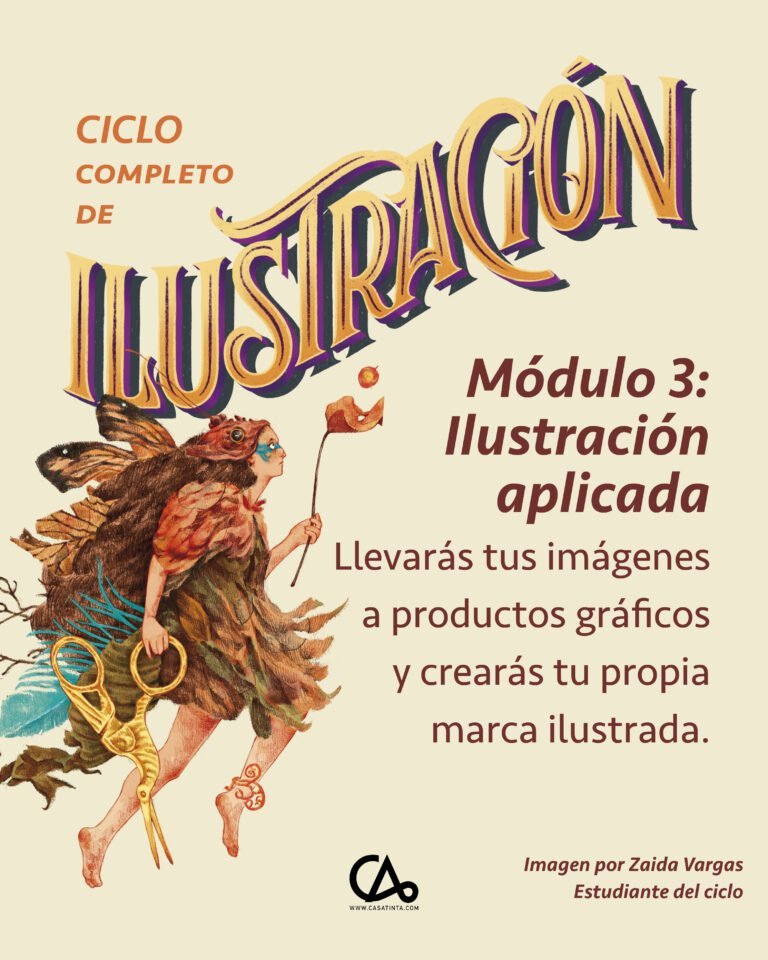 CICLO
COMPLETO
DE
ILUSTRACIÓN
Módulo 3:
Ilustración
aplicada
Llevarás tus imágenes
a productos gráficos
y crearás tu propia
marca ilustrada.
Imagen por Zaida Vargas
Estudiante del ciclo
CA
WWW.CASATINTA.COM